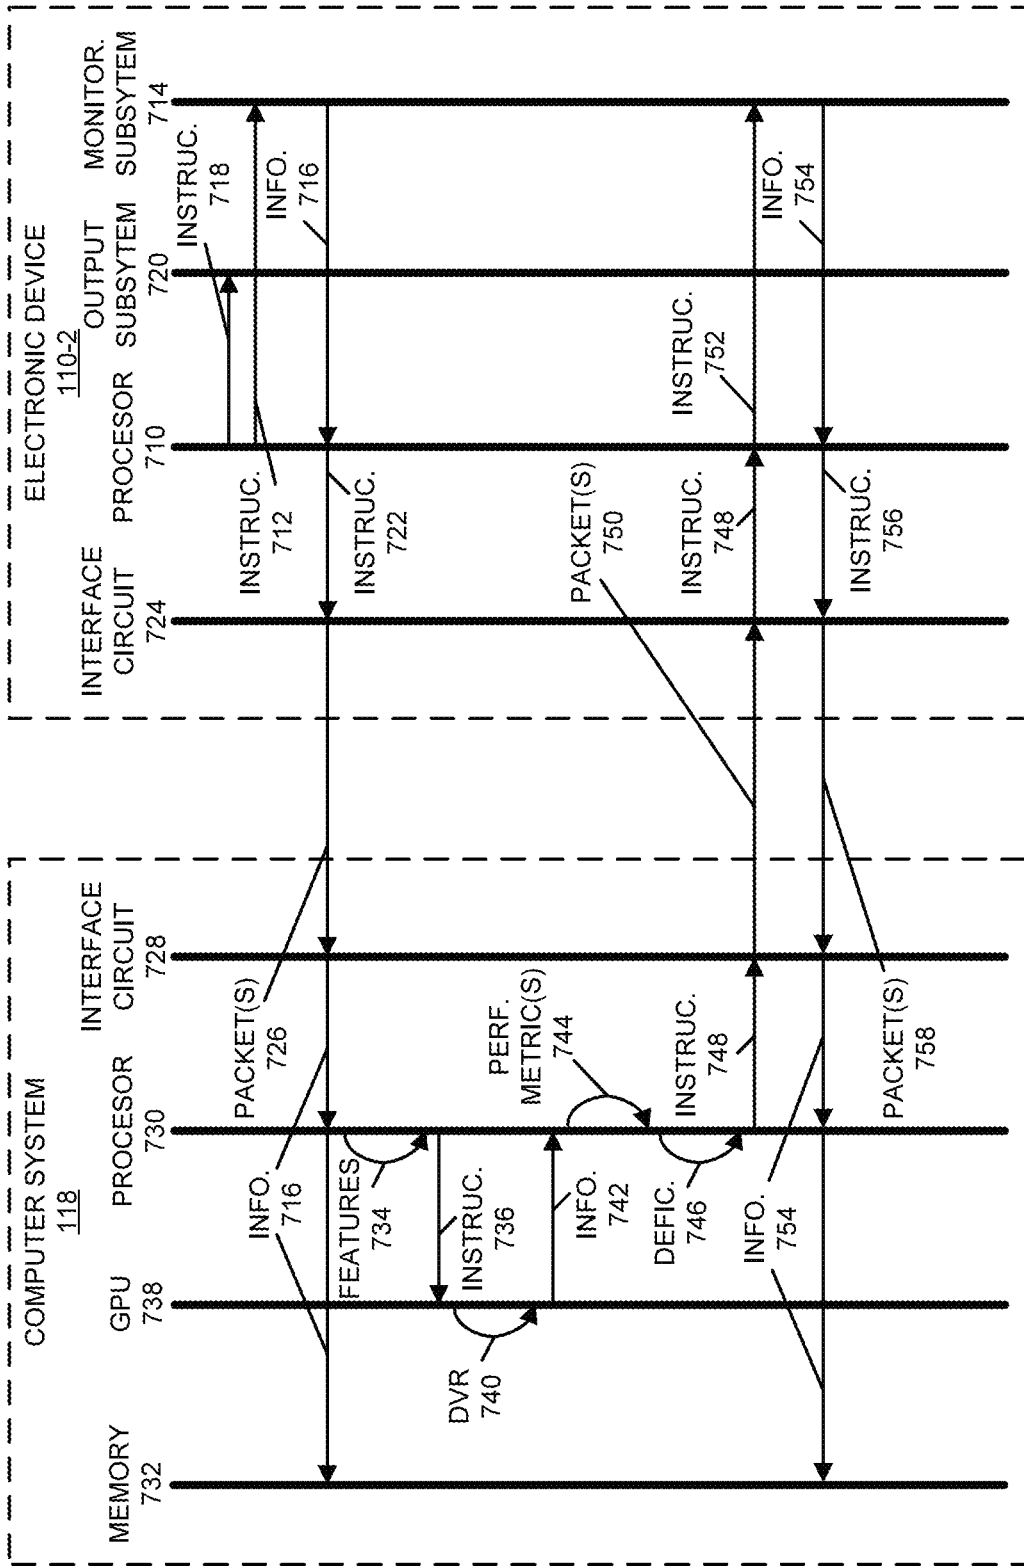 COMPUTER SYSTEM
118
MEMORY
732
GPU
738
PROCESOR
730
INTERFACE
CIRCUIT
728
ELECTRONIC DEVICE
110-2
INTERFACE
CIRCUIT
724
PROCESOR
710
OUTPUT
SUBSYTEM
720
MONITOR.
SUBSYTEM
714
INSTRUC.
718
INSTRUC.
712
INFO.
716
INSTRUC.
722
PACKET(S)
726
INFO.
716
FEATURES
734
INSTRUC.
736
DVR
740
INFO.
742
PERF.
METRIC(S)
744
DEFIC.
746
INSTRUC.
748
PACKET(S)
750
INSTRUC.
748
INSTRUC.
752
INFO.
754
INSTRUC.
756
PACKET(S)
758
INFO.
754